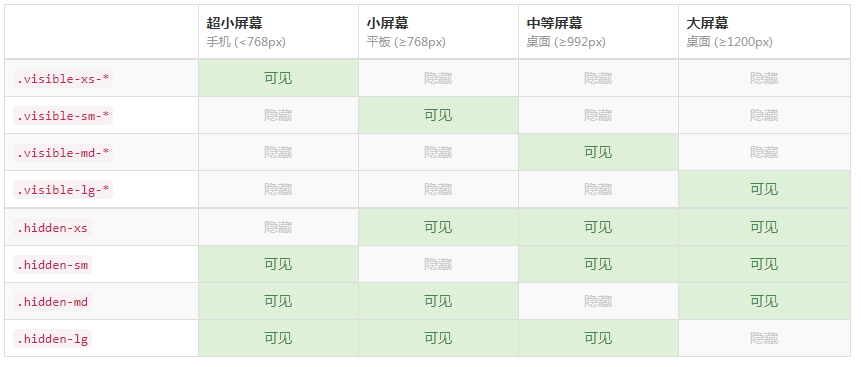 超小屏幕 小屏幕 中等屏幕 大屏幕
手机 (<768px) 平板 (≥768px) 桌面 (≥992px) 桌面 (≥1200px)
.visible-xs-* 可见 隐藏 隐藏 隐藏
.visible-sm-* 隐藏 可见 隐藏 隐藏
.visible-md-* 隐藏 隐藏 可见 隐藏
.visible-lg-* 隐藏 隐藏 隐藏 可见
.hidden-xs 隐藏 可见 可见 可见
.hidden-sm 可见 隐藏 可见 可见
.hidden-md 可见 可见 隐藏 可见
.hidden-lg 可见 可见 可见 隐藏